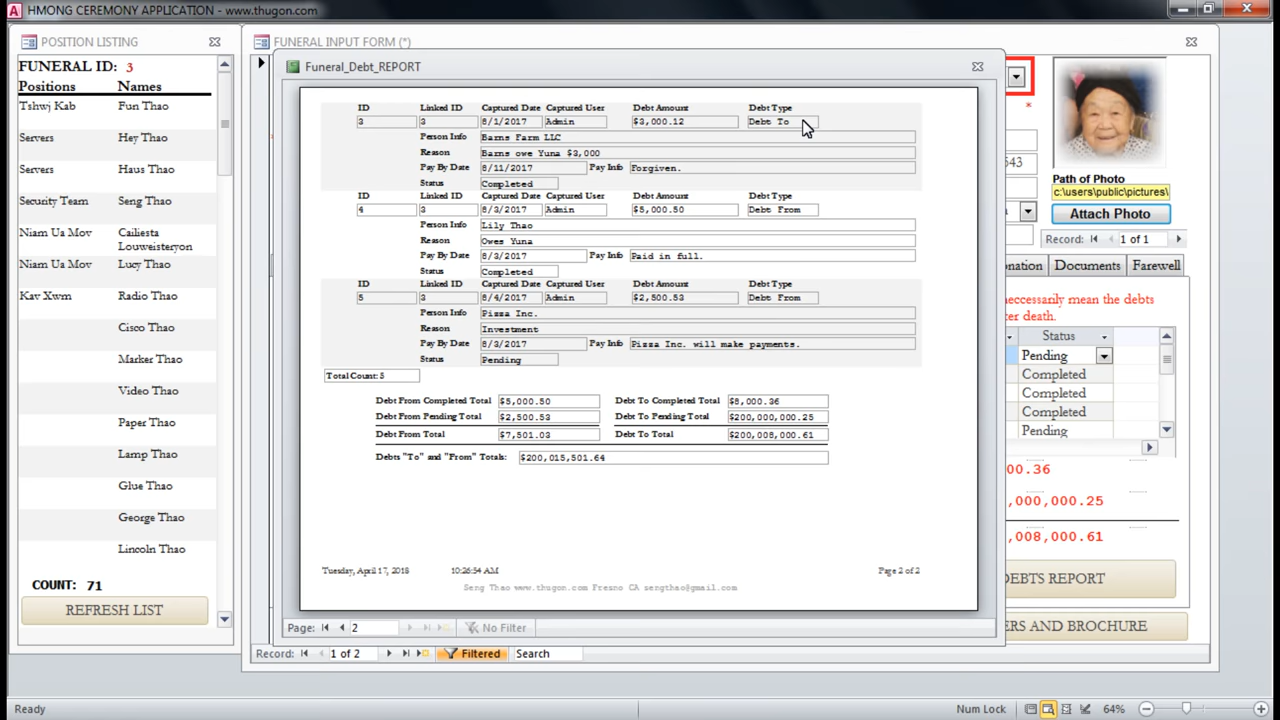 HMONG CEREMONY APPLICATION - www.thugon.com
POSITION LISTING
FUNERAL ID: 3
Positions Names
Tshwj Kab Fun Thao
Servers Hey Thao
Servers Haus Thao
Security Team Seng Thao
Niam Ua Mov Cailiesta
Louweisteryon
Niam Ua Mov Lucy Thao
Kav Xwm Radio Thao
Cisco Thao
Marker Thao
Video Thao
Paper Thao
Lamp Thao
Glue Thao
George Thao
Lincoln Thao
COUNT: 71
REFRESH LIST
FUNERAL INPUT FORM (*)
Funeral_Debt_REPORT
ID Linked ID Captured Date Captured User Debt Amount Debt Type
3 3 8/1/2017 Admin $3,000.12 Debt To
Person Info Barns Farm LLC
Reason Barns owe Yuna $3,000
Pay By Date 8/11/2017 Pay Info Forgiven.
Status Completed
ID Linked ID Captured Date Captured User Debt Amount Debt Type
4 3 8/3/2017 Admin $5,000.50 Debt From
Person Info Lily Thao
Reason Owes Yuna
Pay By Date 8/3/2017 Pay Info Paid in full.
Status Completed
ID Linked ID Captured Date Captured User Debt Amount Debt Type
5 3 8/4/2017 Admin $2,500.53 Debt From
Person Info Pizza Inc.
Reason Investment
Pay By Date 8/3/2017 Pay Info Pizza Inc. will make payments.
Status Pending
Total Count: 5
Debt From Completed Total $5,000.50 Debt To Completed Total $8,000.36
Debt From Pending Total $2,500.53 Debt To Pending Total $200,000,000.25
Debt From Total $7,501.03 Debt To Total $200,008,000.61
Debts "To" and "From" Totals: $200,015,501.64
Tuesday, April 17, 2018 10:26:54 AM Page 2 of 2
Seng Thao www.thugon.com Fresno CA sengthao@gmail.com
Page: 2 No Filter
Record: 1 of 2 Filtered Search
*
543
Path of Photo
c:\users\public\pictures\
Attach Photo
Record: 1 of 1
nation Documents Farewell
neccessarily mean the debts
ter death.
Status
Pending
Completed
Completed
Completed
Pending
00.36
,000,000.25
,008,000.61
DEBTS REPORT
ERS AND BROCHURE
Ready Num Lock 64%